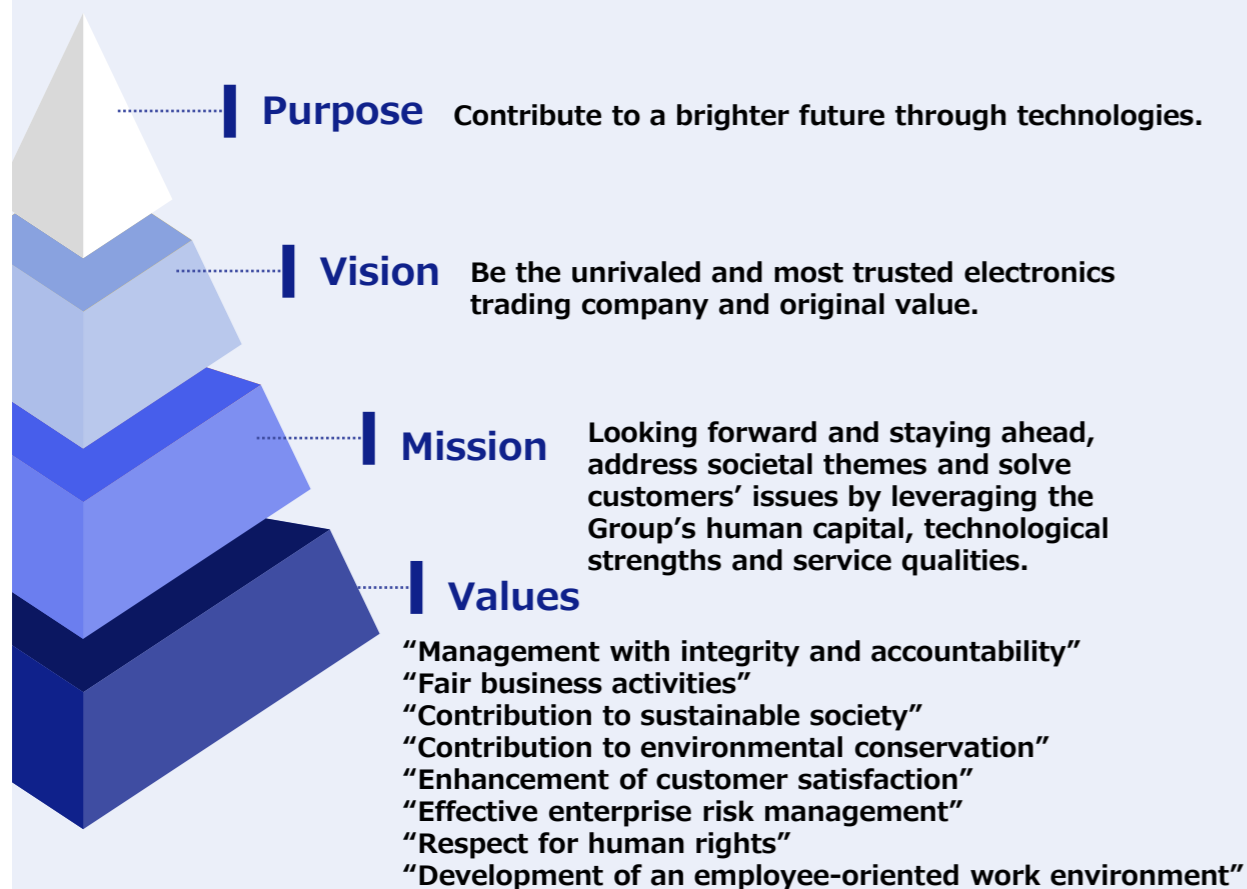 Purpose Contribute to a brighter future through technologies.
Vision Be the unrivaled and most trusted electronics
trading company and original value.
Mission
Looking forward and staying ahead,
address societal themes and solve
customers’ issues by leveraging the
Group’s human capital, technological
strengths and service qualities.
Values
“Management with integrity and accountability”
“Fair business activities”
“Contribution to sustainable society”
“Contribution to environmental conservation”
“Enhancement of customer satisfaction”
“Effective enterprise risk management”
“Respect for human rights”
“Development of an employee-oriented work environment”